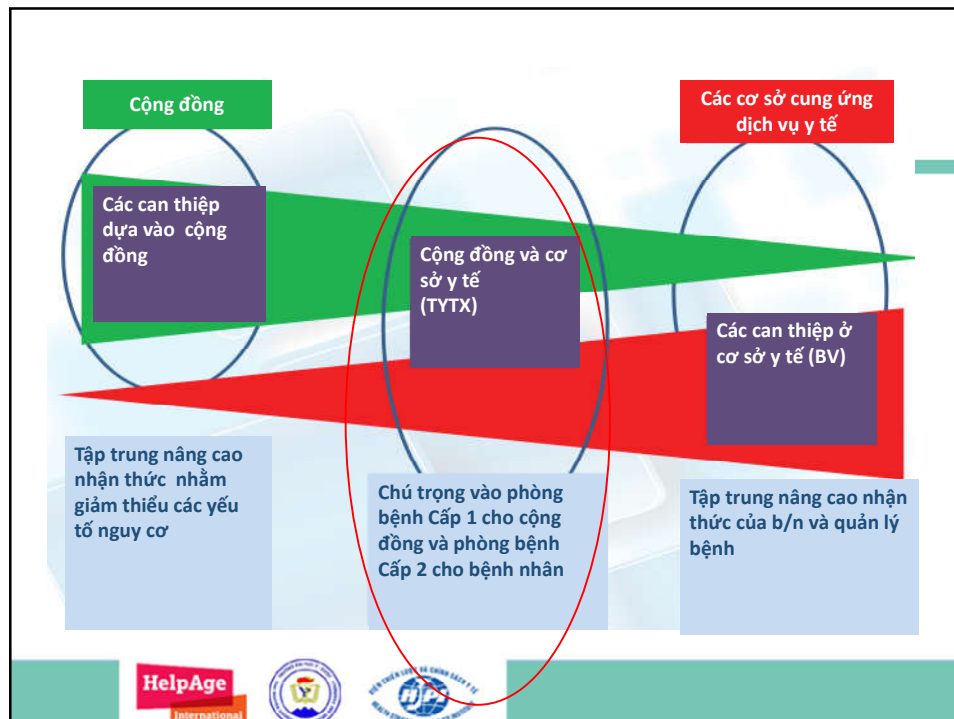 Cộng đồng
Các cơ sở cung ứng
dịch vụ y tế
Các can thiệp
dựa vào cộng
đồng
Cộng đồng và cơ
sở y tế
(TYTX)
Các can thiệp ở
cơ sở y tế (BV)
Tập trung nâng cao
nhận thức nhằm
giảm thiểu các yếu
tố nguy cơ
Chú trọng vào phòng
bệnh Cấp 1 cho cộng
đồng và phòng bệnh
Cấp 2 cho bệnh nhân
Tập trung nâng cao nhận
thức của b/n và quản lý
bệnh
HelpAge
International